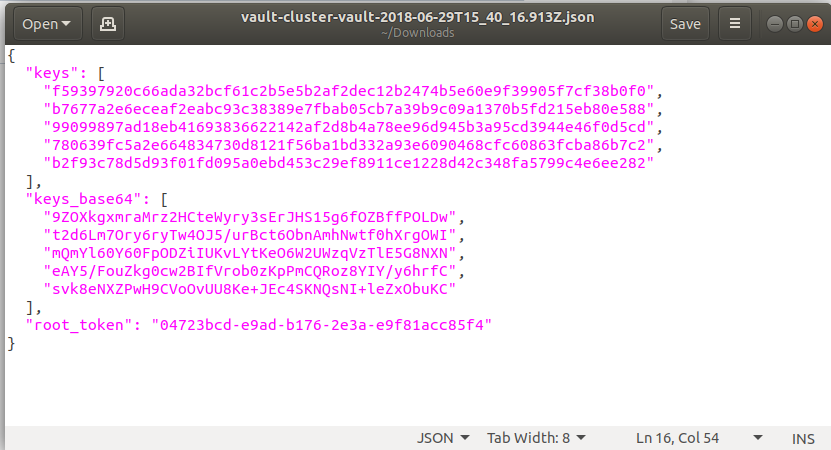 Open
vault-cluster-vault-2018-06-29T15_40_16.913Z.json
~/Downloads
Save
{
"keys": [
"f59397920c66ada32bcf61c2b5e5b2af2dec12b2474b5e60e9f39905f7cf38b0f0",
"b7677a2e6eceaf2eabc93c38389e7fbab05cb7a39b9c09a1370b5fd215eb80e588",
"99099897ad18eb41693836622142af2d8b4a78ee96d945b3a95cd3944e46f0d5cd",
"780639fc5a2e664834730d8121f56ba1bd332a93e6090468cfc60863fcba86b7c2",
"b2f93c78d5d93f01fd095a0ebd453c29ef8911ce1228d42c348fa5799c4e6ee282"
],
"keys_base64": [
"9ZOXkgxmraMrz2HCteWyry3sErJHS15g6fOZBffPOLDw",
"t2d6Lm7Ory6ryTw4OJ5/urBct6ObnAmhNwtf0hXrgOWI",
"mQmYl60Y60FpODZiIUKvLYtKeO6W2UWzqVzTlE5G8NXN",
"eAY5/FouZkg0cw2BIfVrob0zKpPmCQRoz8YIY/y6hrfC",
"svk8eNXZPwH9CVoOvUU8Ke+JEc4SKNQsNI+leZxObuKC"
],
"root_token": "04723bcd-e9ad-b176-2e3a-e9f81acc85f4"
}
JSON
Tab Width: 8
Ln 16, Col 54
INS